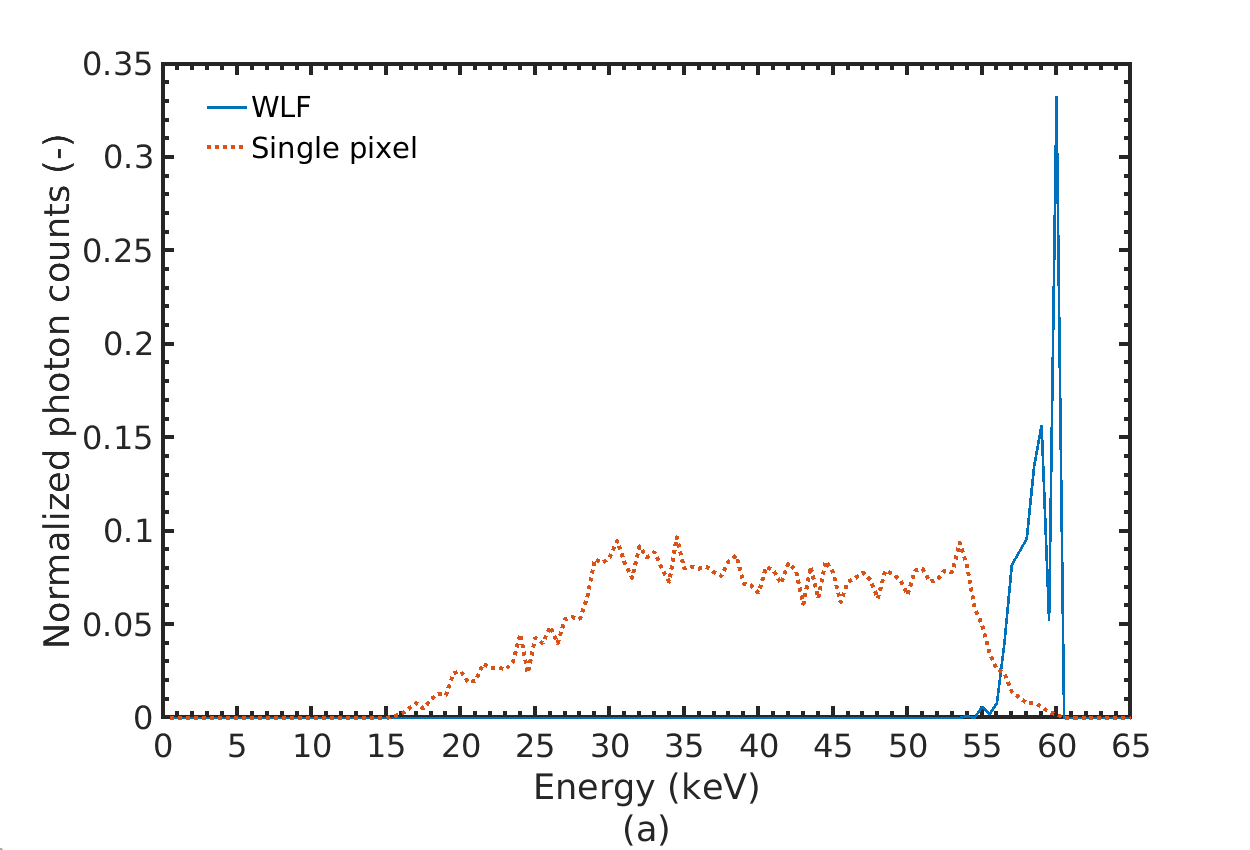 0.35
0.3
0.25
0.2
0.15
0.1
0.05
0
Normalized photon counts (-)
WLF
Single pixel
0 5 10 15 20 25 30 35 40 45 50 55 60 65
Energy (keV)
(a)